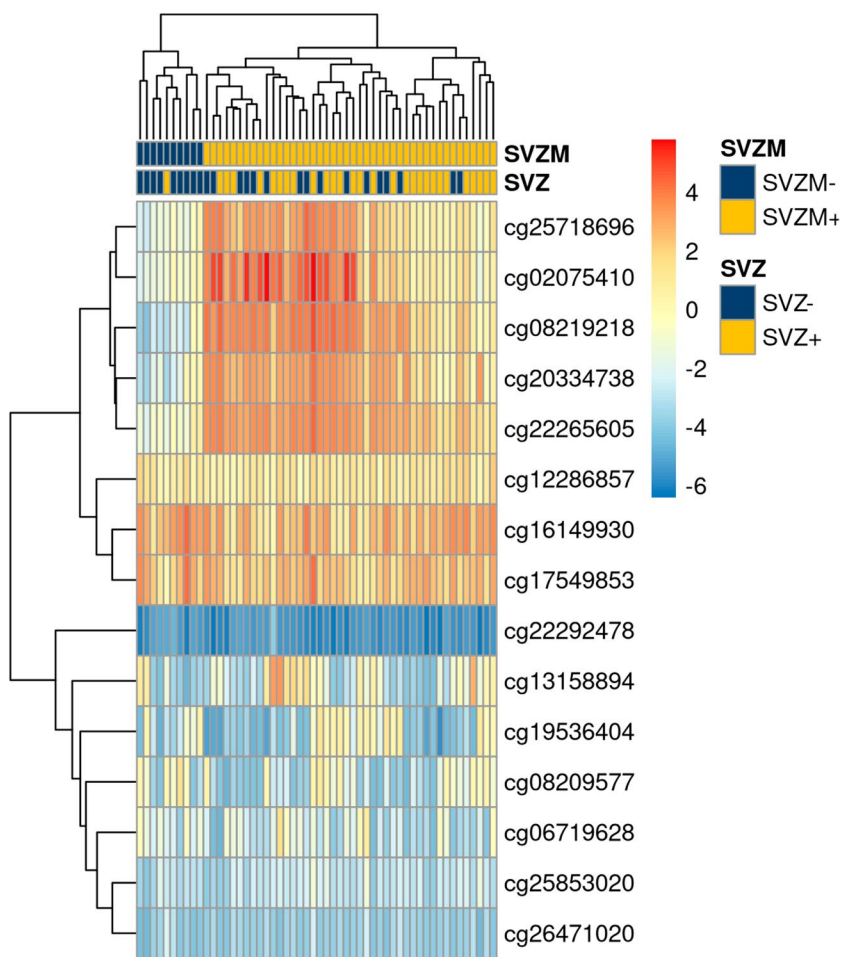 SVZM
SVZ
cg25718696
cg02075410
cg08219218
cg20334738
cg22265605
cg12286857
cg16149930
cg17549853
cg22292478
cg13158894
cg19536404
cg08209577
cg06719628
cg25853020
cg26471020
4
2
0
-2
-4
-6
SVZM
SVZM-
SVZM+
SVZ
SVZ-
SVZ+